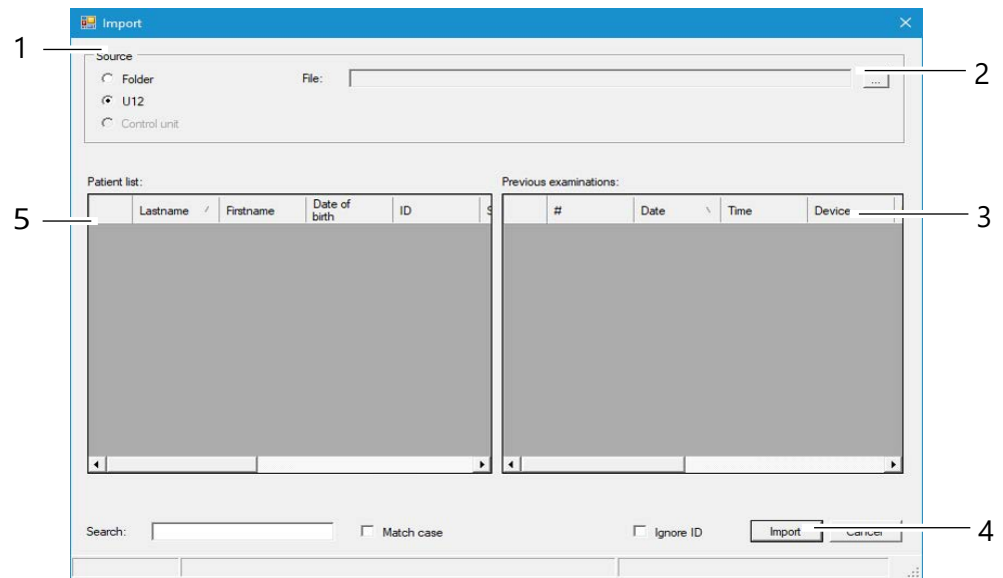 Import
1
Source
Folder
File:
...
2
U12
Control unit
Patient list:
Previous examinations:
5
Lastname
Firstname
Date of
birth
ID
S
#
Date
Time
Device
3
Search:
Match case
Ignore ID
Import
Cancel
4